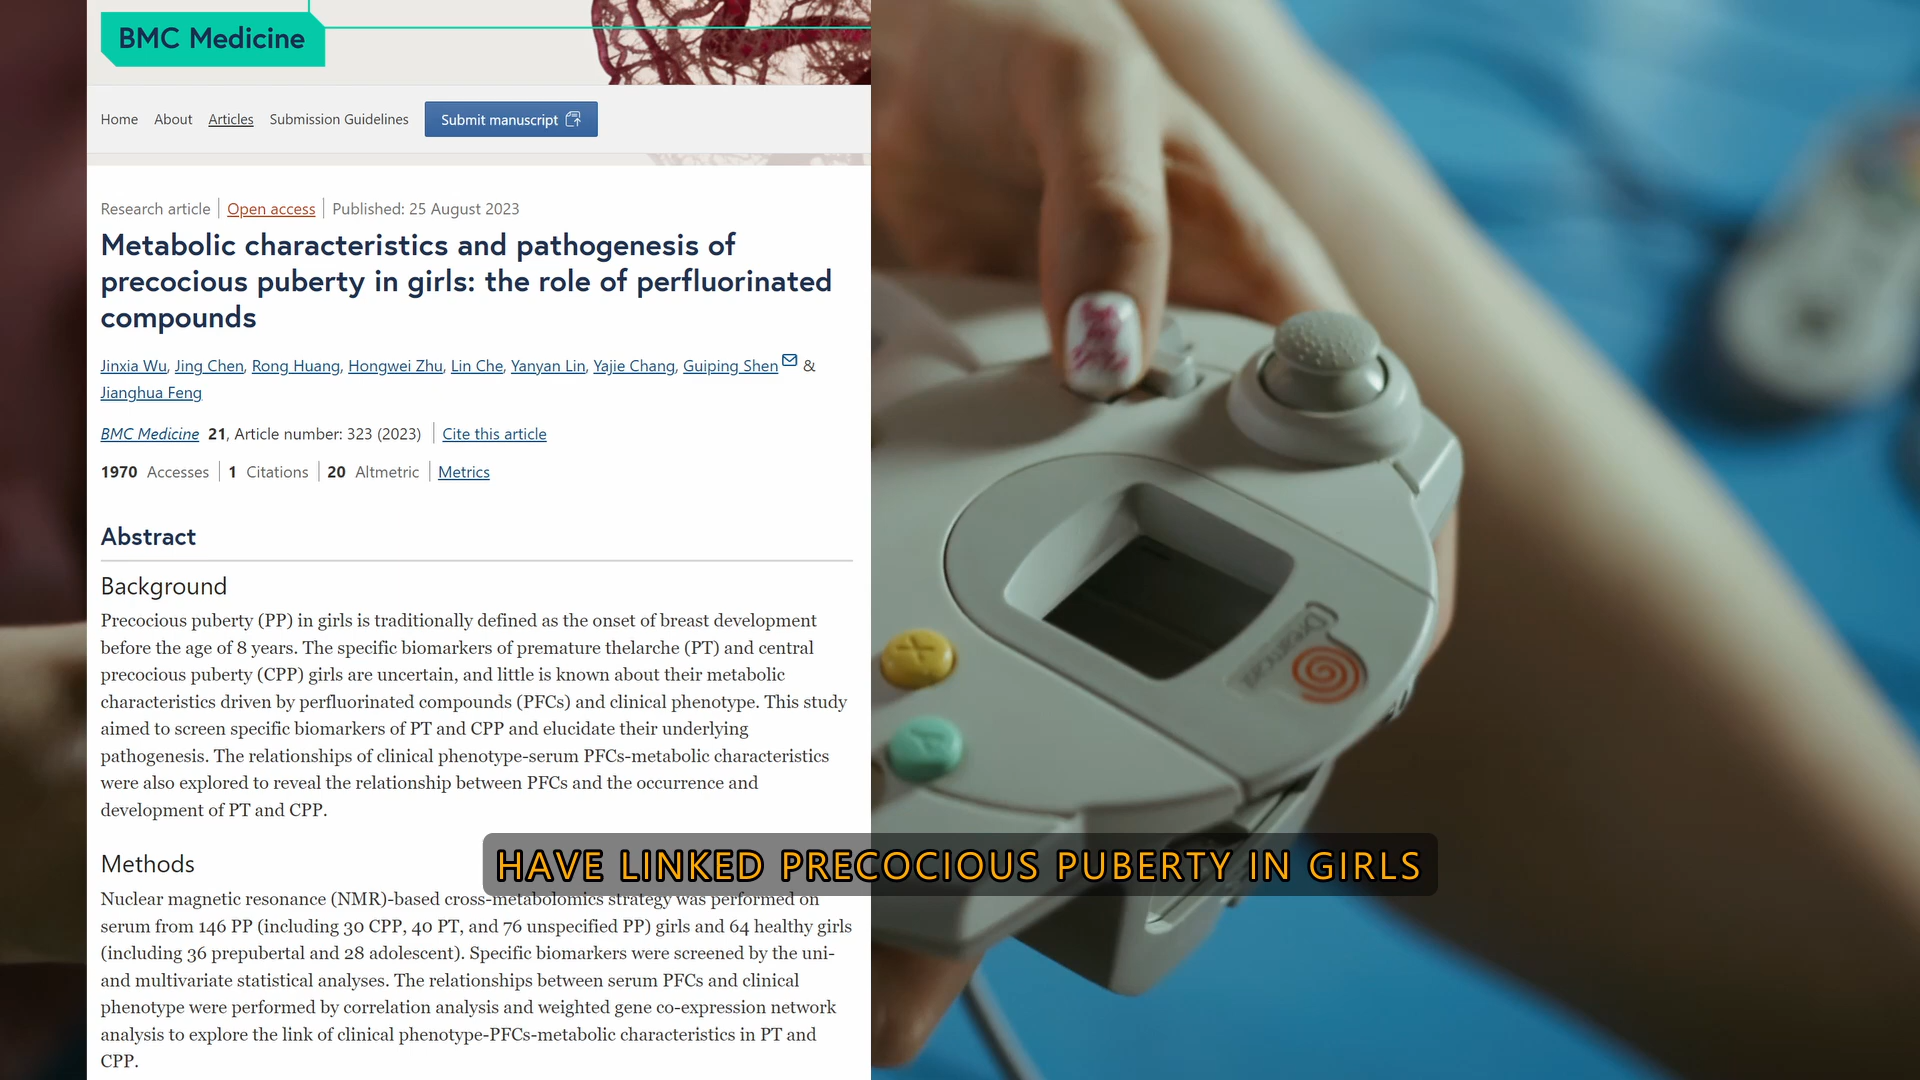 BMC Medicine
Home About Articles Submission Guidelines Submit manuscript
Research article Open access Published: 25 August 2023
Metabolic characteristics and pathogenesis of
precocious puberty in girls: the role of perfluorinated
compounds
Jinxia Wu, Jing Chen, Rong Huang, Hongwei Zhu, Lin Che, Yanyan Lin, Yajie Chang, Guiping Shen &
Jianghua Feng
BMC Medicine 21, Article number: 323 (2023) Cite this article
1970 Accesses 1 Citations 20 Altmetric Metrics
Abstract
Background
Precocious puberty (PP) in girls is traditionally defined as the onset of breast development
before the age of 8 years. The specific biomarkers of premature thelarche (PT) and central
precocious puberty (CPP) girls are uncertain, and little is known about their metabolic
characteristics driven by perfluorinated compounds (PFCs) and clinical phenotype. This study
aimed to screen specific biomarkers of PT and CPP and elucidate their underlying
pathogenesis. The relationships of clinical phenotype-serum PFCs-metabolic characteristics
were also explored to reveal the relationship between PFCs and the occurrence and
development of PT and CPP.
Methods
Nuclear magnetic resonance (NMR)-based cross-metabolomics strategy was performed on
serum from 146 PP (including 30 CPP, 40 PT, and 76 unspecified PP) girls and 64 healthy girls
(including 36 prepubertal and 28 adolescent). Specific biomarkers were screened by the uni-
and multivariate statistical analyses. The relationships between serum PFCs and clinical
phenotype were performed by correlation analysis and weighted gene co-expression network
analysis to explore the link of clinical phenotype-PFCs-metabolic characteristics in PT and
CPP.
HAVE LINKED PRECOCIOUS PUBERTY IN GIRLS
X
Y
Dreamcast